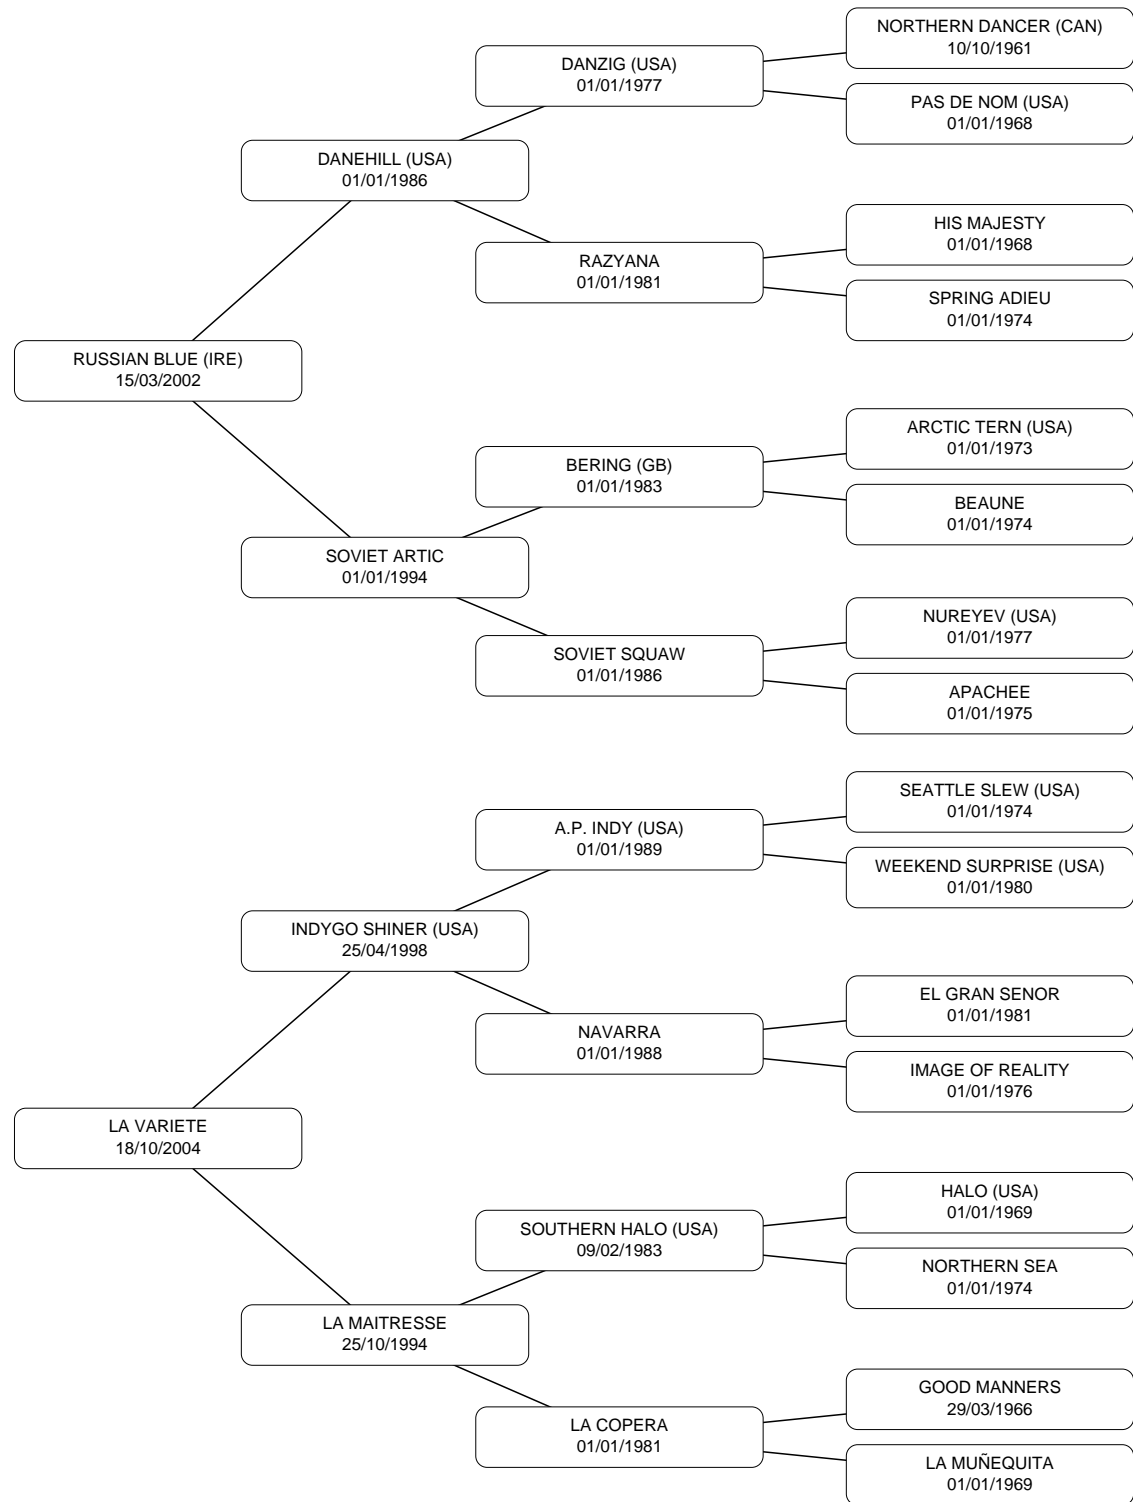 NORTHERN DANCER (CAN)
10/10/1961
DANZIG (USA)
01/01/1977
PAS DE NOM (USA)
01/01/1968
DANEHILL (USA)
01/01/1986
HIS MAJESTY
01/01/1968
RAZYANA
01/01/1981
SPRING ADIEU
01/01/1974
RUSSIAN BLUE (IRE)
15/03/2002
ARCTIC TERN (USA)
01/01/1973
BERING (GB)
01/01/1983
BEAUNE
01/01/1974
SOVIET ARTIC
01/01/1994
NUREYEV (USA)
01/01/1977
SOVIET SQUAW
01/01/1986
APACHEE
01/01/1975
SEATTLE SLEW (USA)
01/01/1974
A.P. INDY (USA)
01/01/1989
WEEKEND SURPRISE (USA)
01/01/1980
INDYGO SHINER (USA)
25/04/1998
EL GRAN SENOR
01/01/1981
NAVARRA
01/01/1988
IMAGE OF REALITY
01/01/1976
LA VARIETE
18/10/2004
HALO (USA)
01/01/1969
SOUTHERN HALO (USA)
09/02/1983
NORTHERN SEA
01/01/1974
LA MAITRESSE
25/10/1994
GOOD MANNERS
29/03/1966
LA COPERA
01/01/1981
LA MUÑEQUITA
01/01/1969